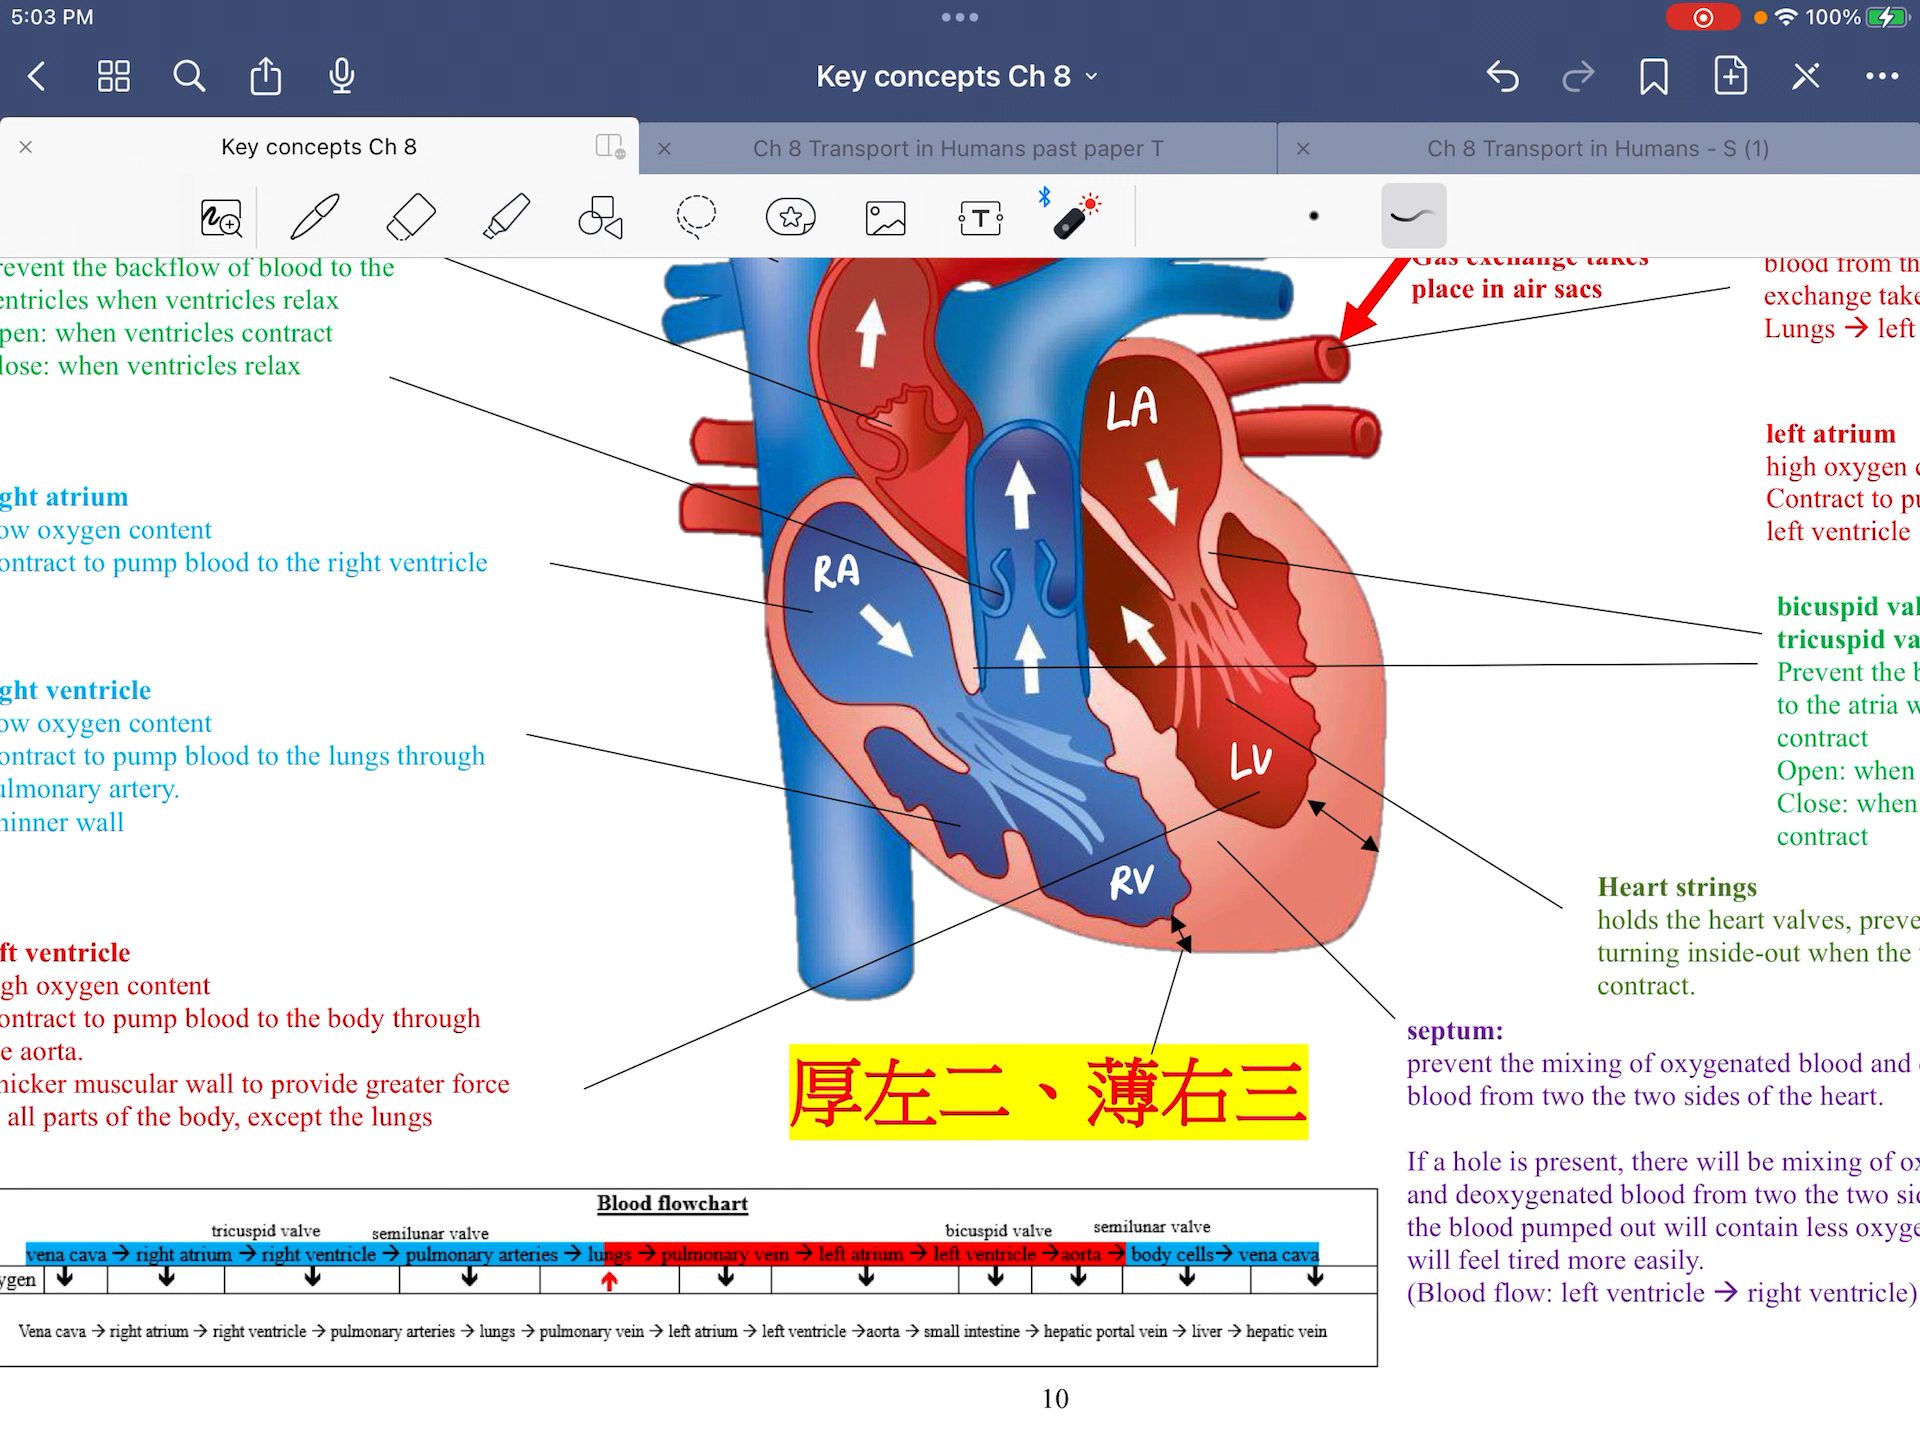 5:03 PM
100%
Key concepts Ch 8
Key concepts Ch 8
Ch 8 Transport in Humans past paper T
Ch 8 Transport in Humans - S (1)
T
revent the backflow of blood to the
entricles when ventricles relax
pen: when ventricles contract
lose: when ventricles relax
ght atrium
ow oxygen content
ontract to pump blood to the right ventricle
ght ventricle
ow oxygen content
ontract to pump blood to the lungs through
ulmonary artery.
hinner wall
ft ventricle
gh oxygen content
ontract to pump blood to the body through
e aorta.
hicker muscular wall to provide greater force
all parts of the body, except the lungs
LA
RA
LV
RV
厚左二、薄右三
Gas exchange takes
place in air sacs
blood from th
exchange take
Lungs → left
left atrium
high oxygen c
Contract to pu
left ventricle
bicuspid val
tricuspid va
Prevent the b
to the atria w
contract
Open: when
Close: when
contract
Heart strings
holds the heart valves, preve
turning inside-out when the
contract.
septum:
prevent the mixing of oxygenated blood and
blood from two the two sides of the heart.
If a hole is present, there will be mixing of ox
and deoxygenated blood from two the two sid
the blood pumped out will contain less oxyge
will feel tired more easily.
(Blood flow: left ventricle → right ventricle)
Blood flowchart
tricuspid valve semilunar valve bicuspid valve semilunar valve
vena cava → right atrium → right ventricle → pulmonary arteries → lungs → pulmonary vein → left atrium → left ventricle → aorta → body cells → vena cava
ygen ↓ ↓ ↓ ↓ ↑ ↓ ↓ ↓ ↓ ↓ ↓
Vena cava → right atrium → right ventricle → pulmonary arteries → lungs → pulmonary vein → left atrium → left ventricle → aorta → small intestine → hepatic portal vein → liver → hepatic vein
10